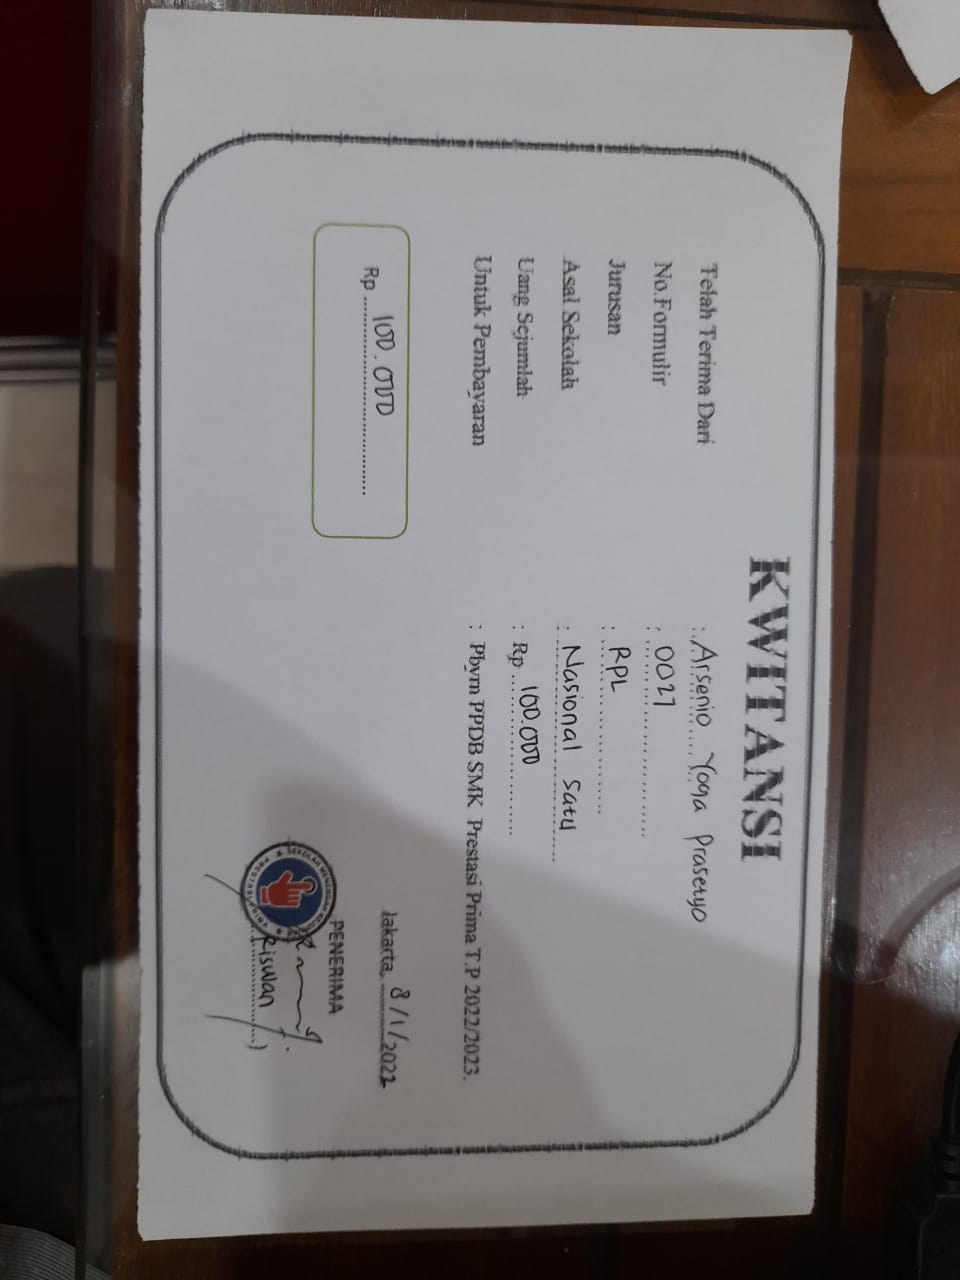 KWITANSI
Telah Terima Dari : Arsenio Yoga Prasetyo
No.Formulir : 0027
Jurusan : RPL
Asal Sekolah : Nasional Satu
Uang Sejumlah : Rp 100.000
Untuk Pembayaran : Pbyrn PPDB SMK Prestasi Prima T.P 2022/2023.
Rp 100.000
Jakarta, 8/1/2022
PENERIMA
SEKOLAH MENENGAH KEJURUAN
PRESTASI PRIMA
Riswan